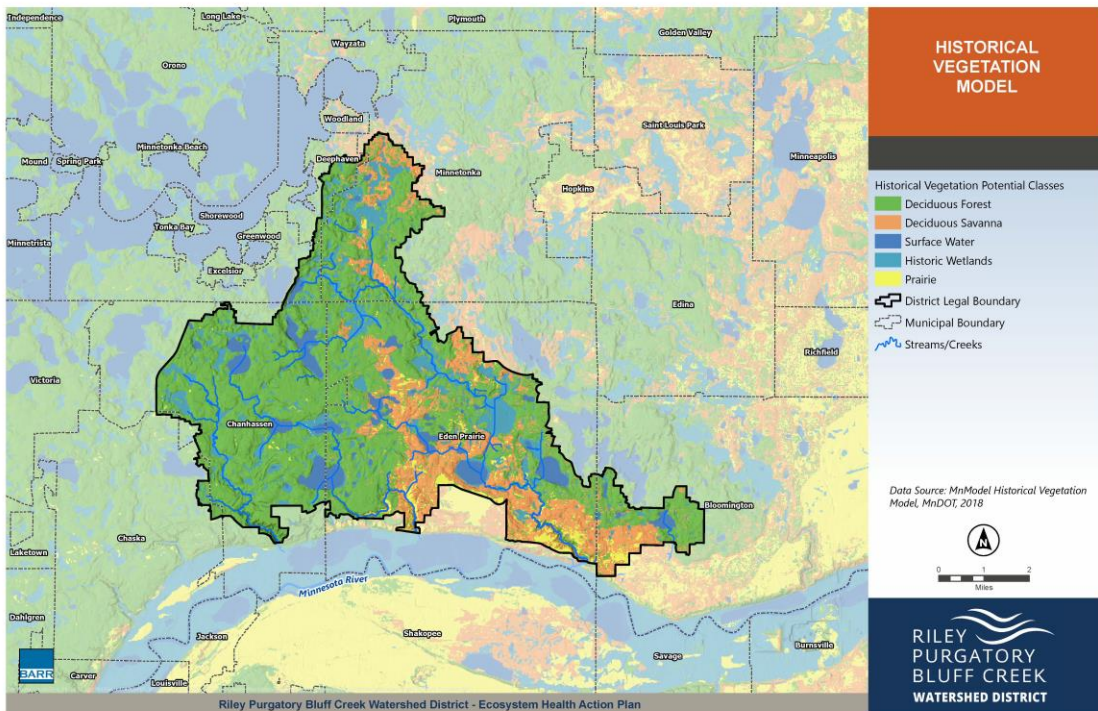 Independence
Long Lake
Plymouth
Golden Valley
Wayzata
Orono
Woodland
Saint Louis Park
Minneapolis
Minnetonka Beach
Deephaven
Mound
Spring Park
Minnetonka
Hopkins
Shorewood
Tonka Bay
Greenwood
Minnetrista
Excelsior
Edina
Richfield
Victoria
Chanhassen
Eden Prairie
Bloomington
Chaska
Laketown
Minnesota River
Dahlgren
Jackson
Shakopee
Savage
Burnsville
Carver
Louisville
BARR
Riley Purgatory Bluff Creek Watershed District - Ecosystem Health Action Plan
HISTORICAL
VEGETATION
MODEL
Historical Vegetation Potential Classes
Deciduous Forest
Deciduous Savanna
Surface Water
Historic Wetlands
Prairie
District Legal Boundary
Municipal Boundary
Streams/Creeks
Data Source: MnModel Historical Vegetation
Model, MnDOT, 2018
N
0 1 2
Miles
RILEY
PURGATORY
BLUFF CREEK
WATERSHED DISTRICT